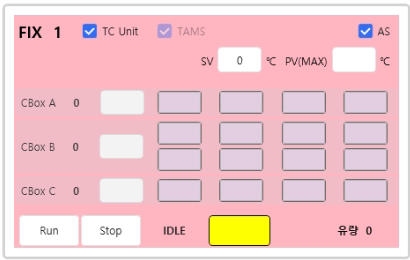 FIX 1 TC Unit TAMS AS
SV 0 ℃ PV(MAX) ℃
CBox A 0
CBox B 0
CBox C 0
Run Stop IDLE 유량 0